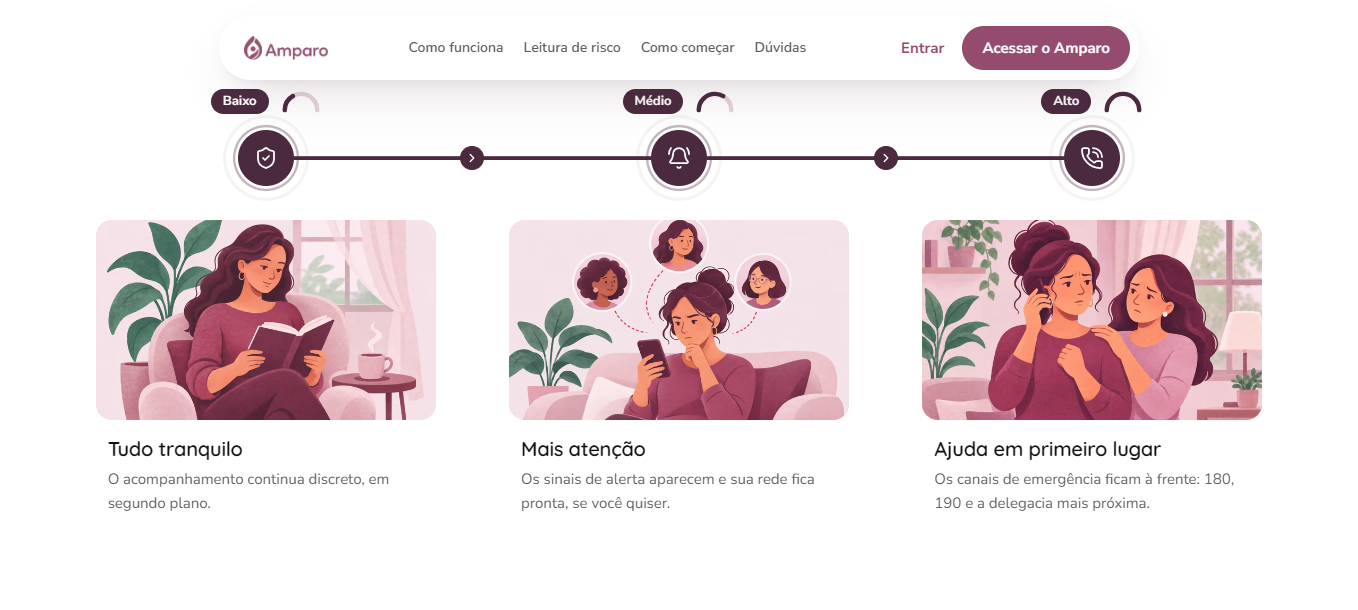 Amparo
Como funciona
Leitura de risco
Como começar
Dúvidas
Entrar
Acessar o Amparo
Baixo
Médio
Alto
Tudo tranquilo
O acompanhamento continua discreto, em
segundo plano.
Mais atenção
Os sinais de alerta aparecem e sua rede fica
pronta, se você quiser.
Ajuda em primeiro lugar
Os canais de emergência ficam à frente: 180,
190 e a delegacia mais próxima.